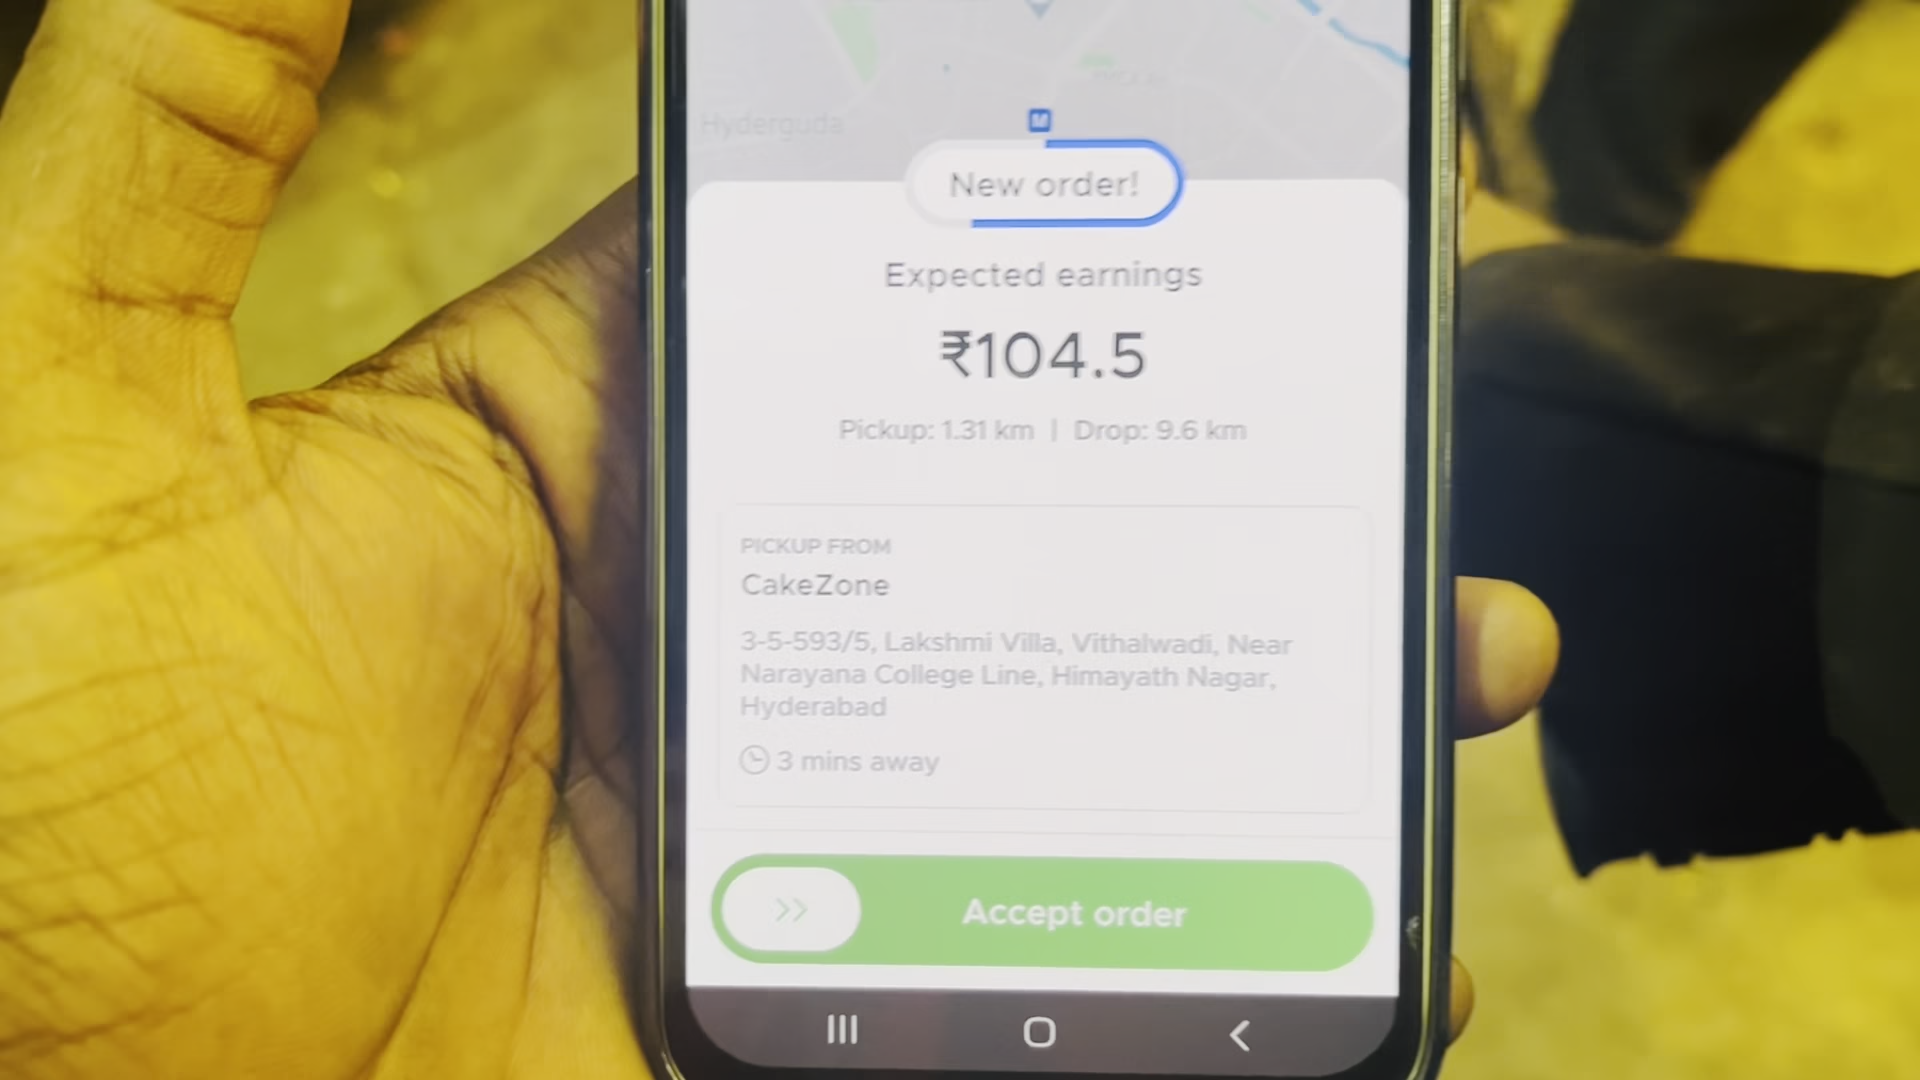 Hyderguda
M
New order!
Expected earnings
₹104.5
Pickup: 1.31 km | Drop: 9.6 km
PICKUP FROM
CakeZone
3-5-593/5, Lakshmi Villa, Vithalwadi, Near
Narayana College Line, Himayath Nagar,
Hyderabad
3 mins away
>> Accept order